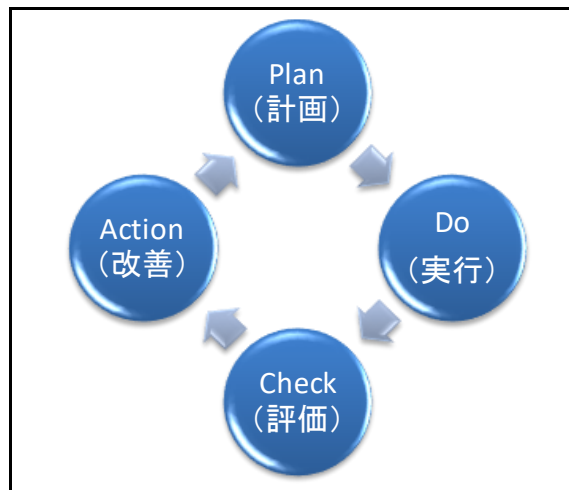 Plan
（計画）
Do
（実行）
Check
（評価）
Action
（改善）